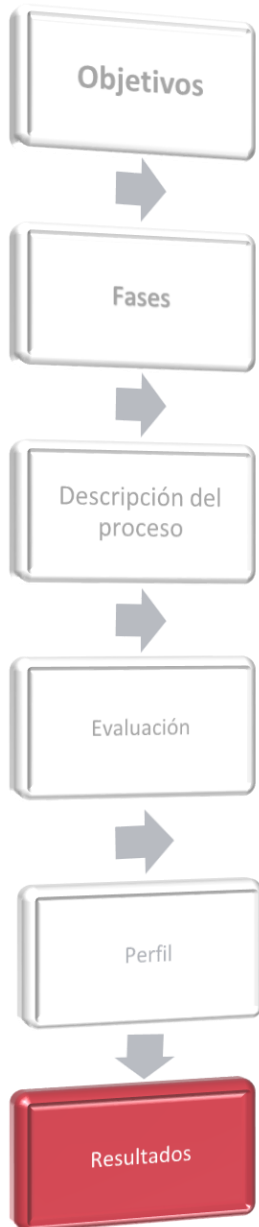 Objetivos
Fases
Descripción del
proceso
Evaluación
Perfil
Resultados